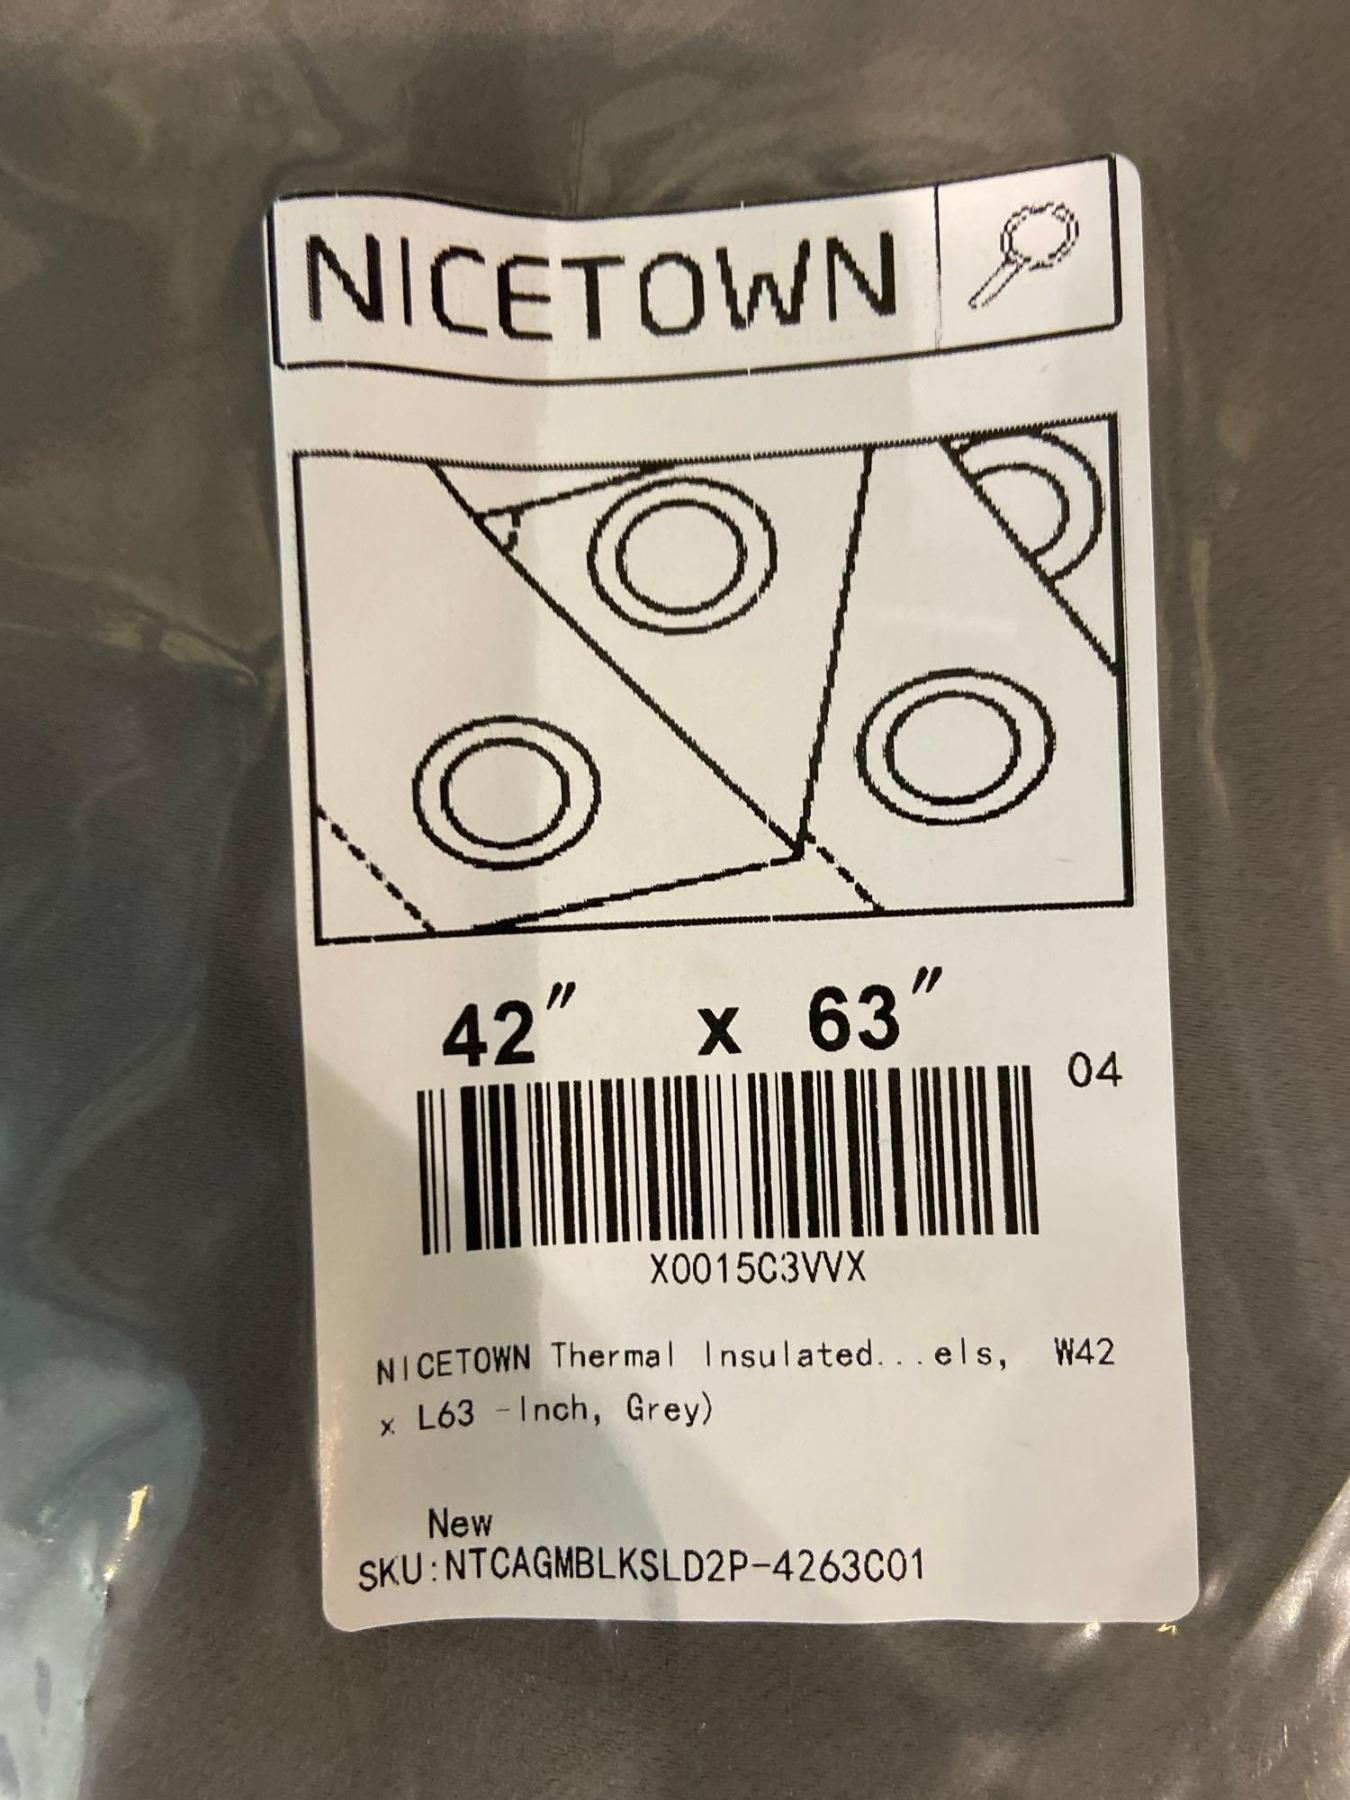 NICETOWN
42" x 63"
04
X0015C3VVX
NICETOWN Thermal Insulated...els, W42
x L63 -Inch, Grey)
New
SKU:NTCAGMBLKSLD2P-4263C01